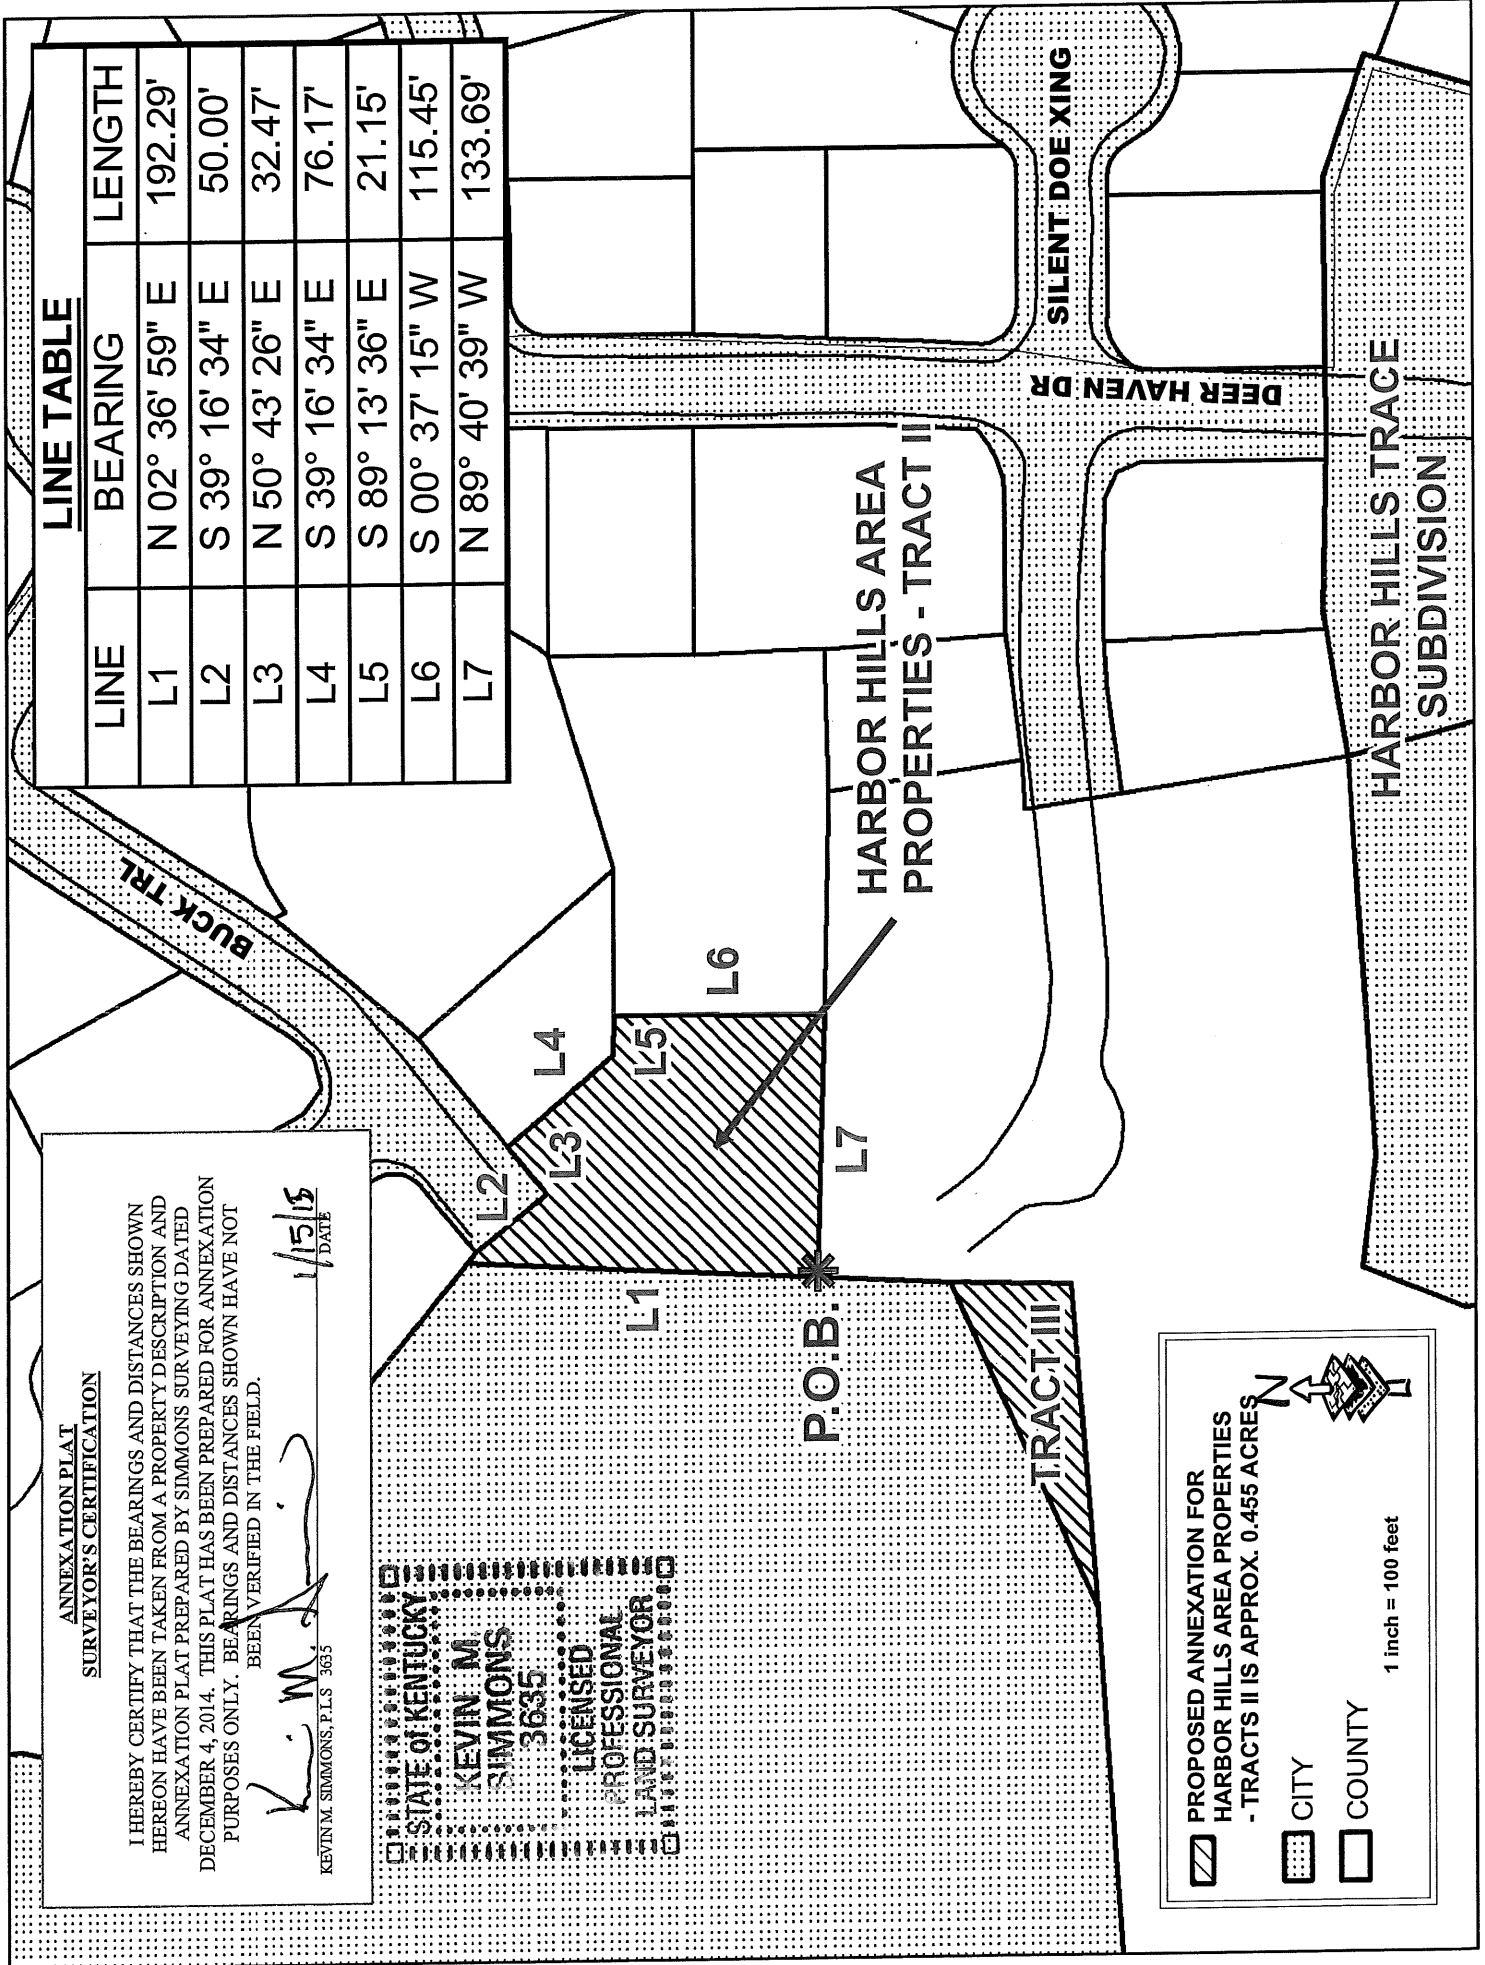 ANNEXATION PLAT
SURVEYOR'S CERTIFICATION
I HEREBY CERTIFY THAT THE BEARINGS AND DISTANCES SHOWN
HEREON HAVE BEEN TAKEN FROM A PROPERTY DESCRIPTION AND
ANNEXATION PLAT PREPARED BY SIMMONS SURVEYING DATED
DECEMBER 4, 2014. THIS PLAT HAS BEEN PREPARED FOR ANNEXATION
PURPOSES ONLY. BEARINGS AND DISTANCES SHOWN HAVE NOT
BEEN VERIFIED IN THE FIELD.
1/15/15
KEVIN M. SIMMONS, P.L.S 3635 DATE
STATE of KENTUCKY
KEVIN M.
SIMMONS
3635
LICENSED
PROFESSIONAL
LAND SURVEYOR
LINE TABLE
LINE BEARING LENGTH
L1 N 02° 36' 59" E 192.29'
L2 S 39° 16' 34" E 50.00'
L3 N 50° 43' 26" E 32.47'
L4 S 39° 16' 34" E 76.17'
L5 S 89° 13' 36" E 21.15'
L6 S 00° 37' 15" W 115.45'
L7 N 89° 40' 39" W 133.69'
BUCK TRL
L2
L3
L4
L5
L6
L1
L7
P.O.B.
HARBOR HILLS AREA
PROPERTIES - TRACT II
TRACT III
SILENT DOE XING
DEER HAVEN DR
HARBOR HILLS TRACE
SUBDIVISION
PROPOSED ANNEXATION FOR
HARBOR HILLS AREA PROPERTIES
- TRACTS II IS APPROX. 0.455 ACRES
CITY
COUNTY
1 inch = 100 feet
N